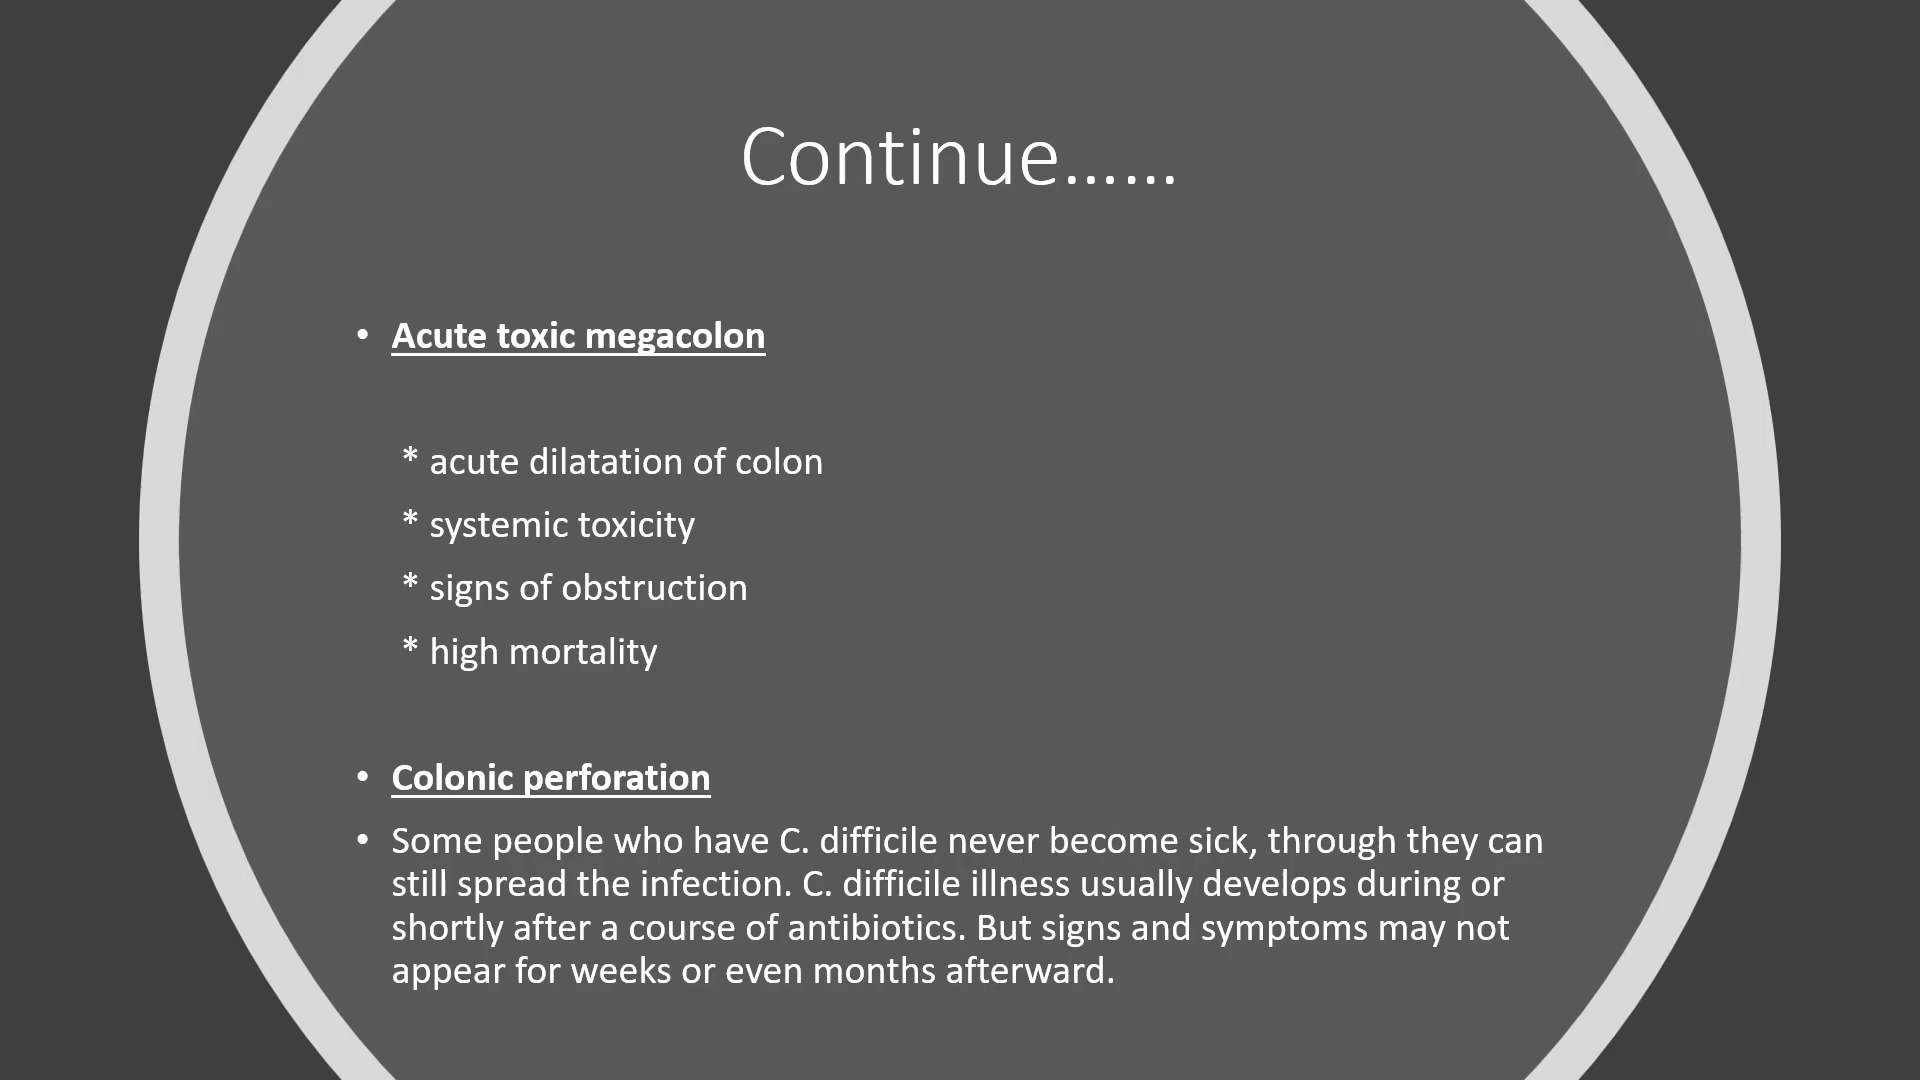 Continue……
• Acute toxic megacolon
* acute dilatation of colon
* systemic toxicity
* signs of obstruction
* high mortality
• Colonic perforation
• Some people who have C. difficile never become sick, through they can
still spread the infection. C. difficile illness usually develops during or
shortly after a course of antibiotics. But signs and symptoms may not
appear for weeks or even months afterward.